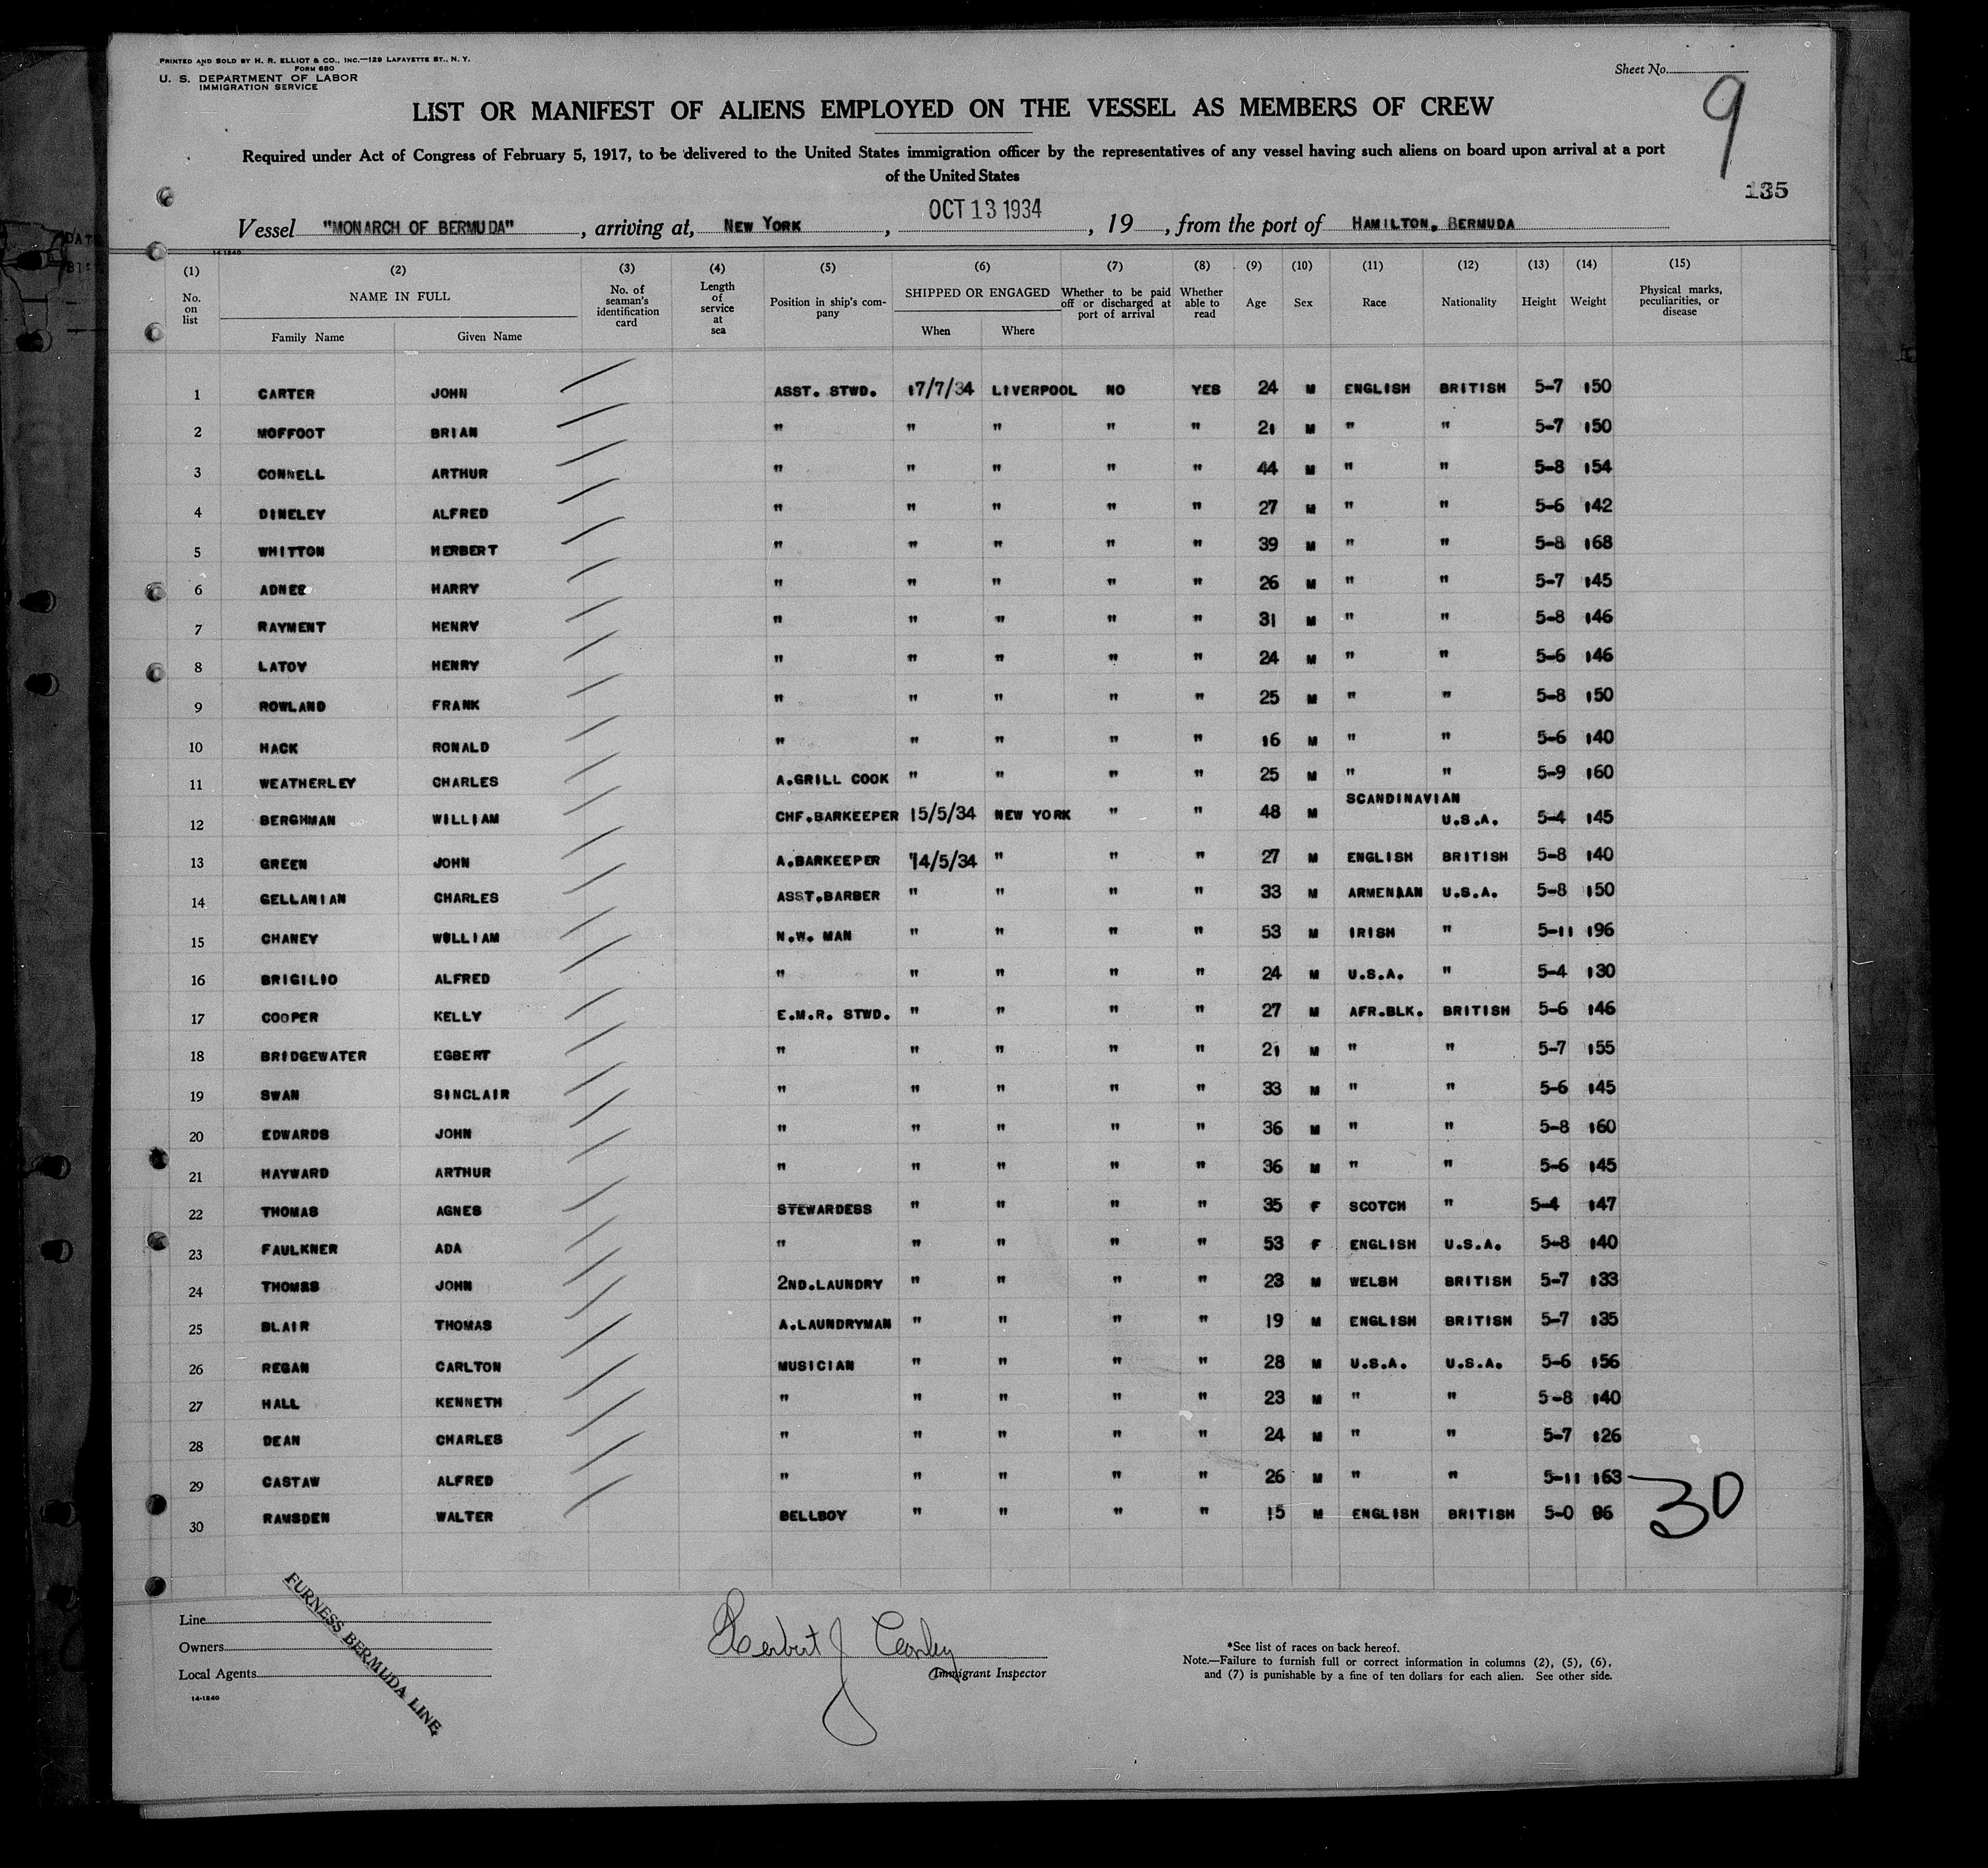 PRINTED AND SOLD BY H. R. ELLIOT & CO., INC.—129 LAFAYETTE ST., N. Y.
FORM 680
U. S. DEPARTMENT OF LABOR
IMMIGRATION SERVICE
Sheet No.
9
LIST OR MANIFEST OF ALIENS EMPLOYED ON THE VESSEL AS MEMBERS OF CREW
Required under Act of Congress of February 5, 1917, to be delivered to the United States immigration officer by the representatives of any vessel having such aliens on board upon arrival at a port
of the United States
135
Vessel "MONARCH OF BERMUDA", arriving at, NEW YORK, OCT 13 1934, 19, from the port of HAMILTON, BERMUDA
14-1240
(1) (2) (3) (4) (5) (6) (7) (8) (9) (10) (11) (12) (13) (14) (15)
No. on list NAME IN FULL Family Name Given Name No. of seaman's identification card Length of service at sea Position in ship's company SHIPPED OR ENGAGED When Where Whether to be paid off or discharged at port of arrival Whether able to read Age Sex Race Nationality Height Weight Physical marks, peculiarities, or disease
1 CARTER JOHN ASST. STWD. 17/7/34 LIVERPOOL NO YES 24 M ENGLISH BRITISH 5-7 150
2 MOFFOOT BRIAN " " " " " 21 M " " 5-7 150
3 CONNELL ARTHUR " " " " " 44 M " " 5-8 154
4 DINELEY ALFRED " " " " " 27 M " " 5-6 142
5 WHITTON HERBERT " " " " " 39 M " " 5-8 168
6 ADNEE HARRY " " " " " 26 M " " 5-7 145
7 RAYMENT HENRY " " " " " 31 M " " 5-8 146
8 LATOY HENRY " " " " " 24 M " " 5-6 146
9 ROWLAND FRANK " " " " " 25 M " " 5-8 150
10 HACK RONALD " " " " " 16 M " " 5-6 140
11 WEATHERLEY CHARLES A.GRILL COOK " " " " 25 M " " 5-9 160
12 BERGHMAN WILLIAM CHF.BARKEEPER 15/5/34 NEW YORK " " 48 M SCANDINAVIAN U.S.A. 5-4 145
13 GREEN JOHN A.BARKEEPER 14/5/34 " " " 27 M ENGLISH BRITISH 5-8 140
14 GELLANIAN CHARLES ASST.BARBER " " " " 33 M ARMENIAN U.S.A. 5-8 150
15 CHANEY WILLIAM N.W. MAN " " " " 53 M IRISH " 5-11 196
16 BRIGILIO ALFRED " " " " " 24 M U.S.A. " 5-4 130
17 COOPER KELLY E.M.R. STWD. " " " " 27 M AFR.BLK. BRITISH 5-6 146
18 BRIDGEWATER EGBERT " " " " " 21 M " " 5-7 155
19 SWAN SINCLAIR " " " " " 33 M " " 5-6 145
20 EDWARDS JOHN " " " " " 36 M " " 5-8 160
21 HAYWARD ARTHUR " " " " " 36 M " " 5-6 145
22 THOMAS AGNES STEWARDESS " " " " 35 F SCOTCH " 5-4 147
23 FAULKNER ADA " " " " " 53 F ENGLISH U.S.A. 5-8 140
24 THOMAS JOHN 2ND.LAUNDRY " " " " 23 M WELSH BRITISH 5-7 133
25 BLAIR THOMAS A.LAUNDRYMAN " " " " 19 M ENGLISH BRITISH 5-7 135
26 REGAN CARLTON MUSICIAN " " " " 28 M U.S.A. U.S.A. 5-6 156
27 HALL KENNETH " " " " " 23 M " " 5-8 140
28 DEAN CHARLES " " " " " 24 M " " 5-7 126
29 CASTAW ALFRED " " " " " 26 M " " 5-11 163
30 RAMSDEN WALTER BELLBOY " " " " 15 M ENGLISH BRITISH 5-0 96
30
Line
Owners
Local Agents
14-1240
FURNESS BERMUDA LINE
Herbert J
Immigrant Inspector
*See list of races on back hereof.
Note.—Failure to furnish full or correct information in columns (2), (5), (6),
and (7) is punishable by a fine of ten dollars for each alien. See other side.